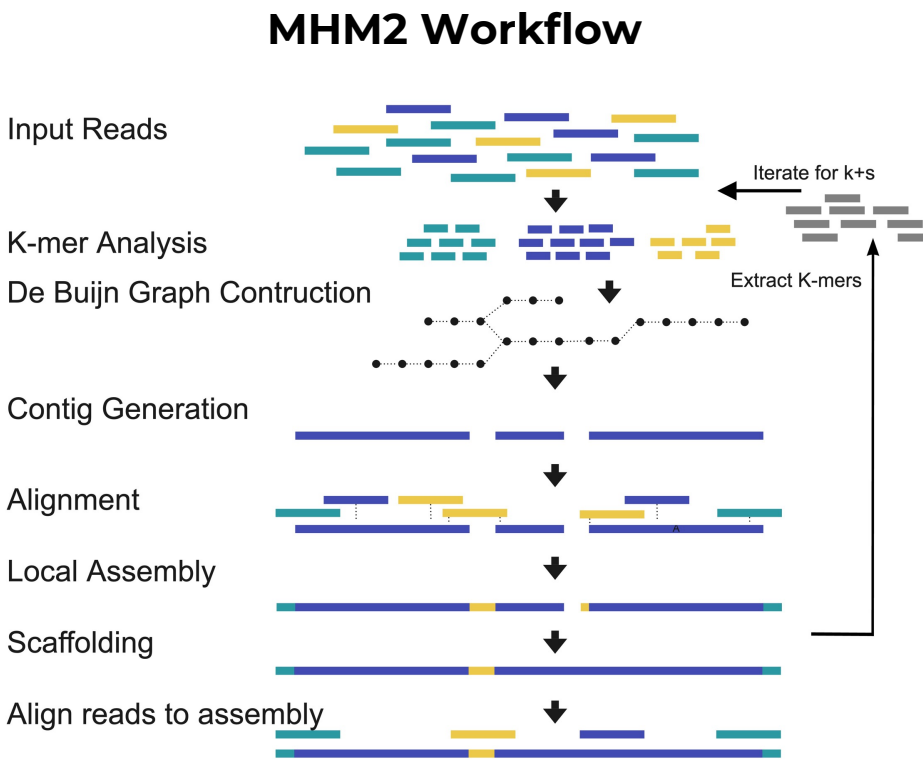 MHM2 Workflow
Input Reads
Iterate for k+s
K-mer Analysis
Extract K-mers
De Buijn Graph Contruction
Contig Generation
Alignment
A
Local Assembly
Scaffolding
Align reads to assembly